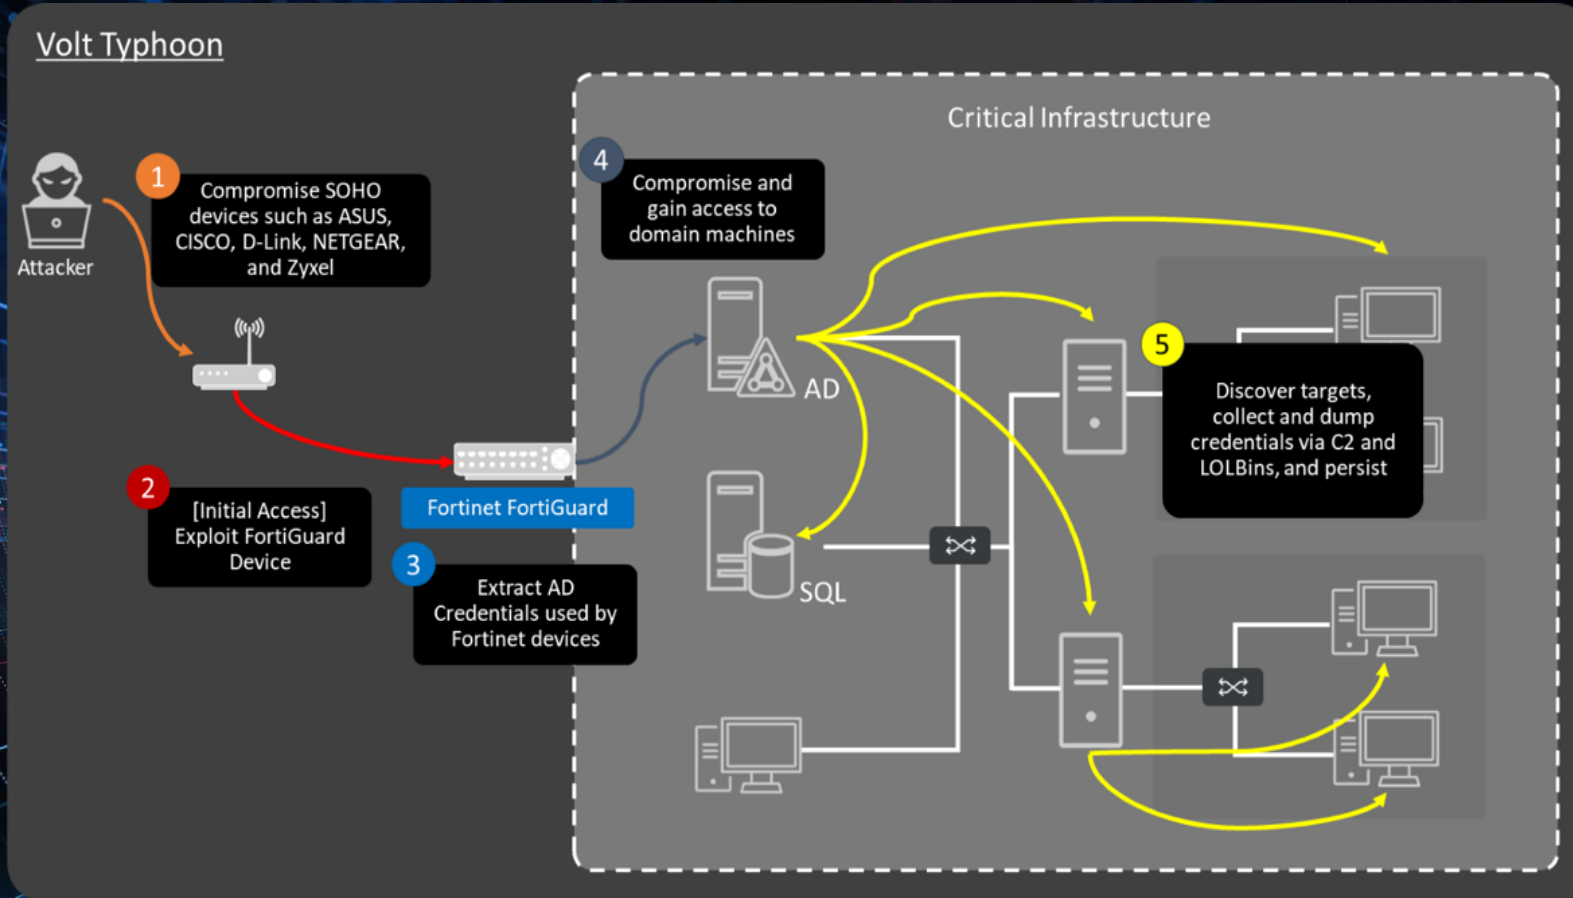 Volt Typhoon
Critical Infrastructure
Attacker
1
Compromise SOHO
devices such as ASUS,
CISCO, D-Link, NETGEAR,
and Zyxel
2
[Initial Access]
Exploit FortiGuard
Device
Fortinet FortiGuard
3
Extract AD
Credentials used by
Fortinet devices
4
Compromise and
gain access to
domain machines
AD
SQL
5
Discover targets,
collect and dump
credentials via C2 and
LOLBins, and persist